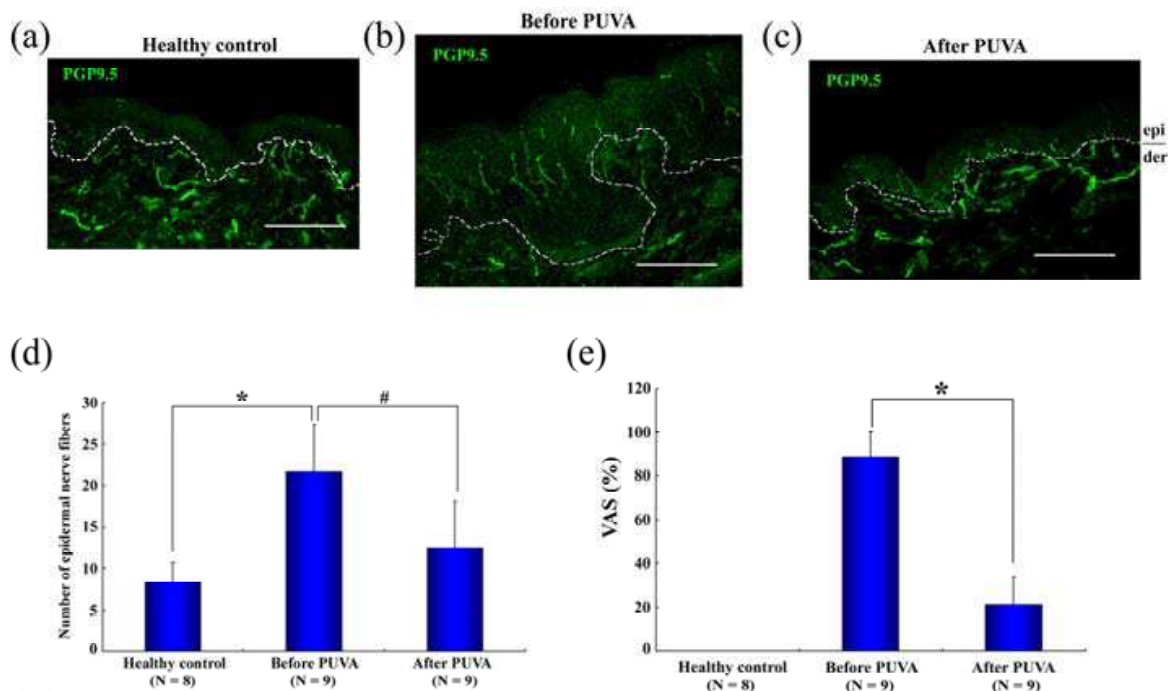 (a)
Healthy control
PGP9.5
(b)
Before PUVA
PGP9.5
(c)
After PUVA
PGP9.5
epi
der
(d)
Number of epidermal nerve fibers
30
25
20
15
10
5
0
*
#
Healthy control
(N = 8)
Before PUVA
(N = 9)
After PUVA
(N = 9)
(e)
VAS (%)
120
100
80
60
40
20
0
*
Healthy control
(N = 8)
Before PUVA
(N = 9)
After PUVA
(N = 9)